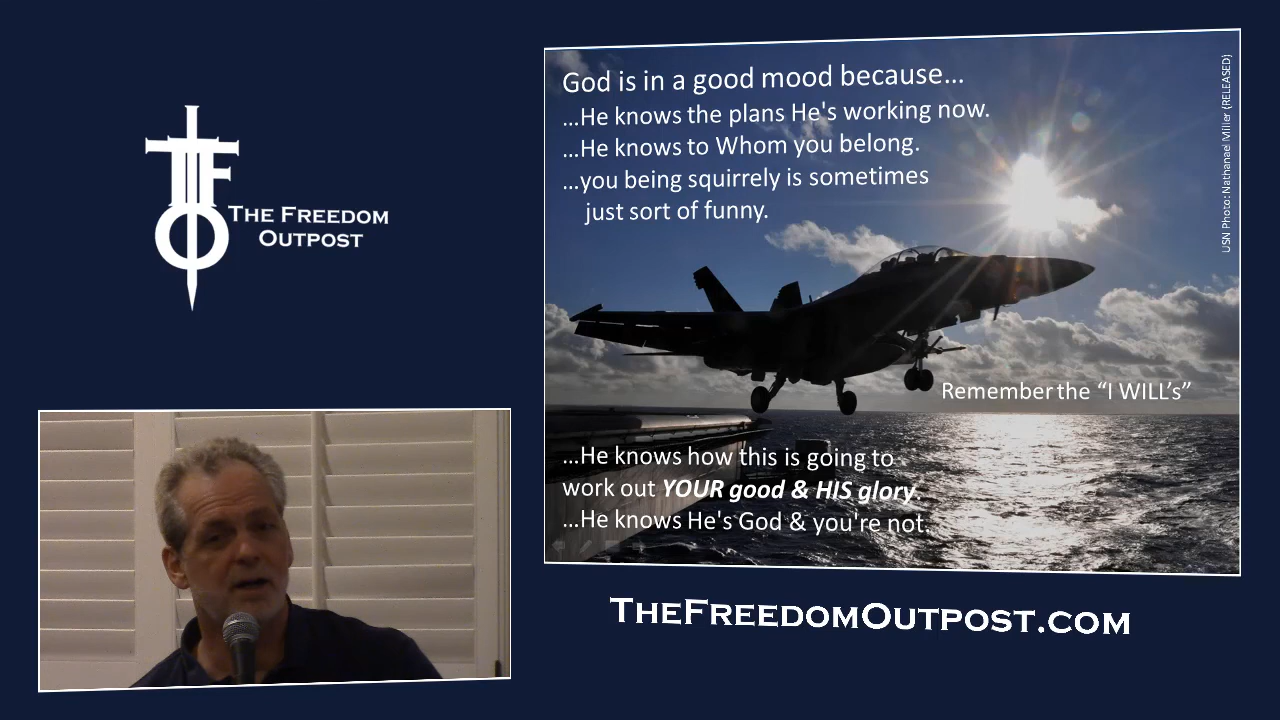 THE FREEDOM
OUTPOST
God is in a good mood because...
...He knows the plans He's working now.
...He knows to Whom you belong.
...you being squirrely is sometimes
just sort of funny.
USN Photo: Nathanael Miller (RELEASED)
Remember the “I WILL’s”
...He knows how this is going to
work out YOUR good & HIS glory.
...He knows He's God & you're not.
THEFREEDOMOUTPOST.COM